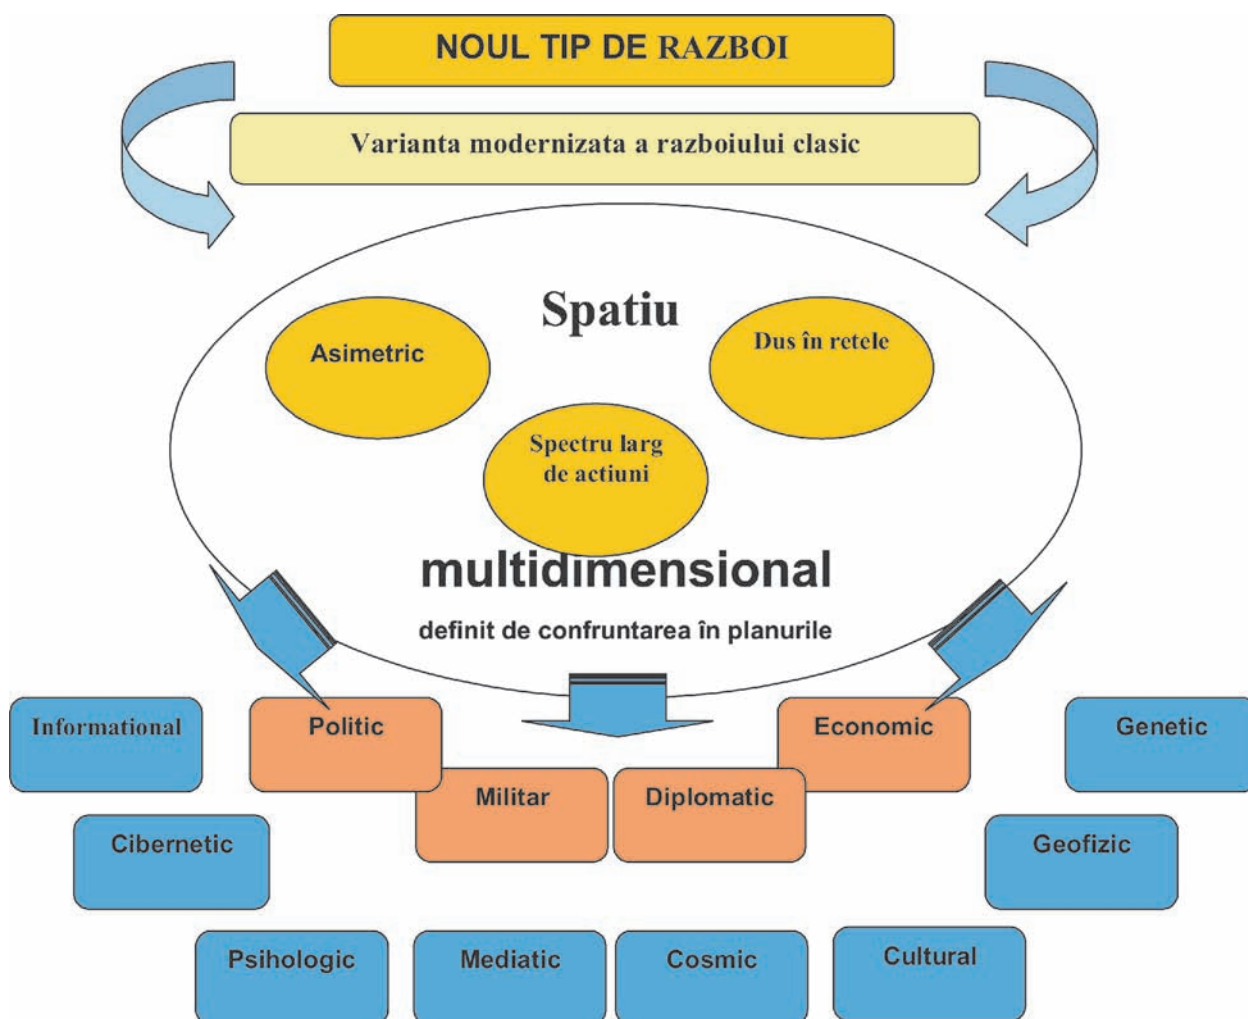 NOUL TIP DE RAZBOI
Varianta modernizata a razboiului clasic
Spatiu
Asimetric
Dus în retele
Spectru larg
de actiuni
multidimensional
definit de confruntarea în planurile
Informational
Politic
Economic
Genetic
Militar
Diplomatic
Cibernetic
Geofizic
Psihologic
Mediatic
Cosmic
Cultural